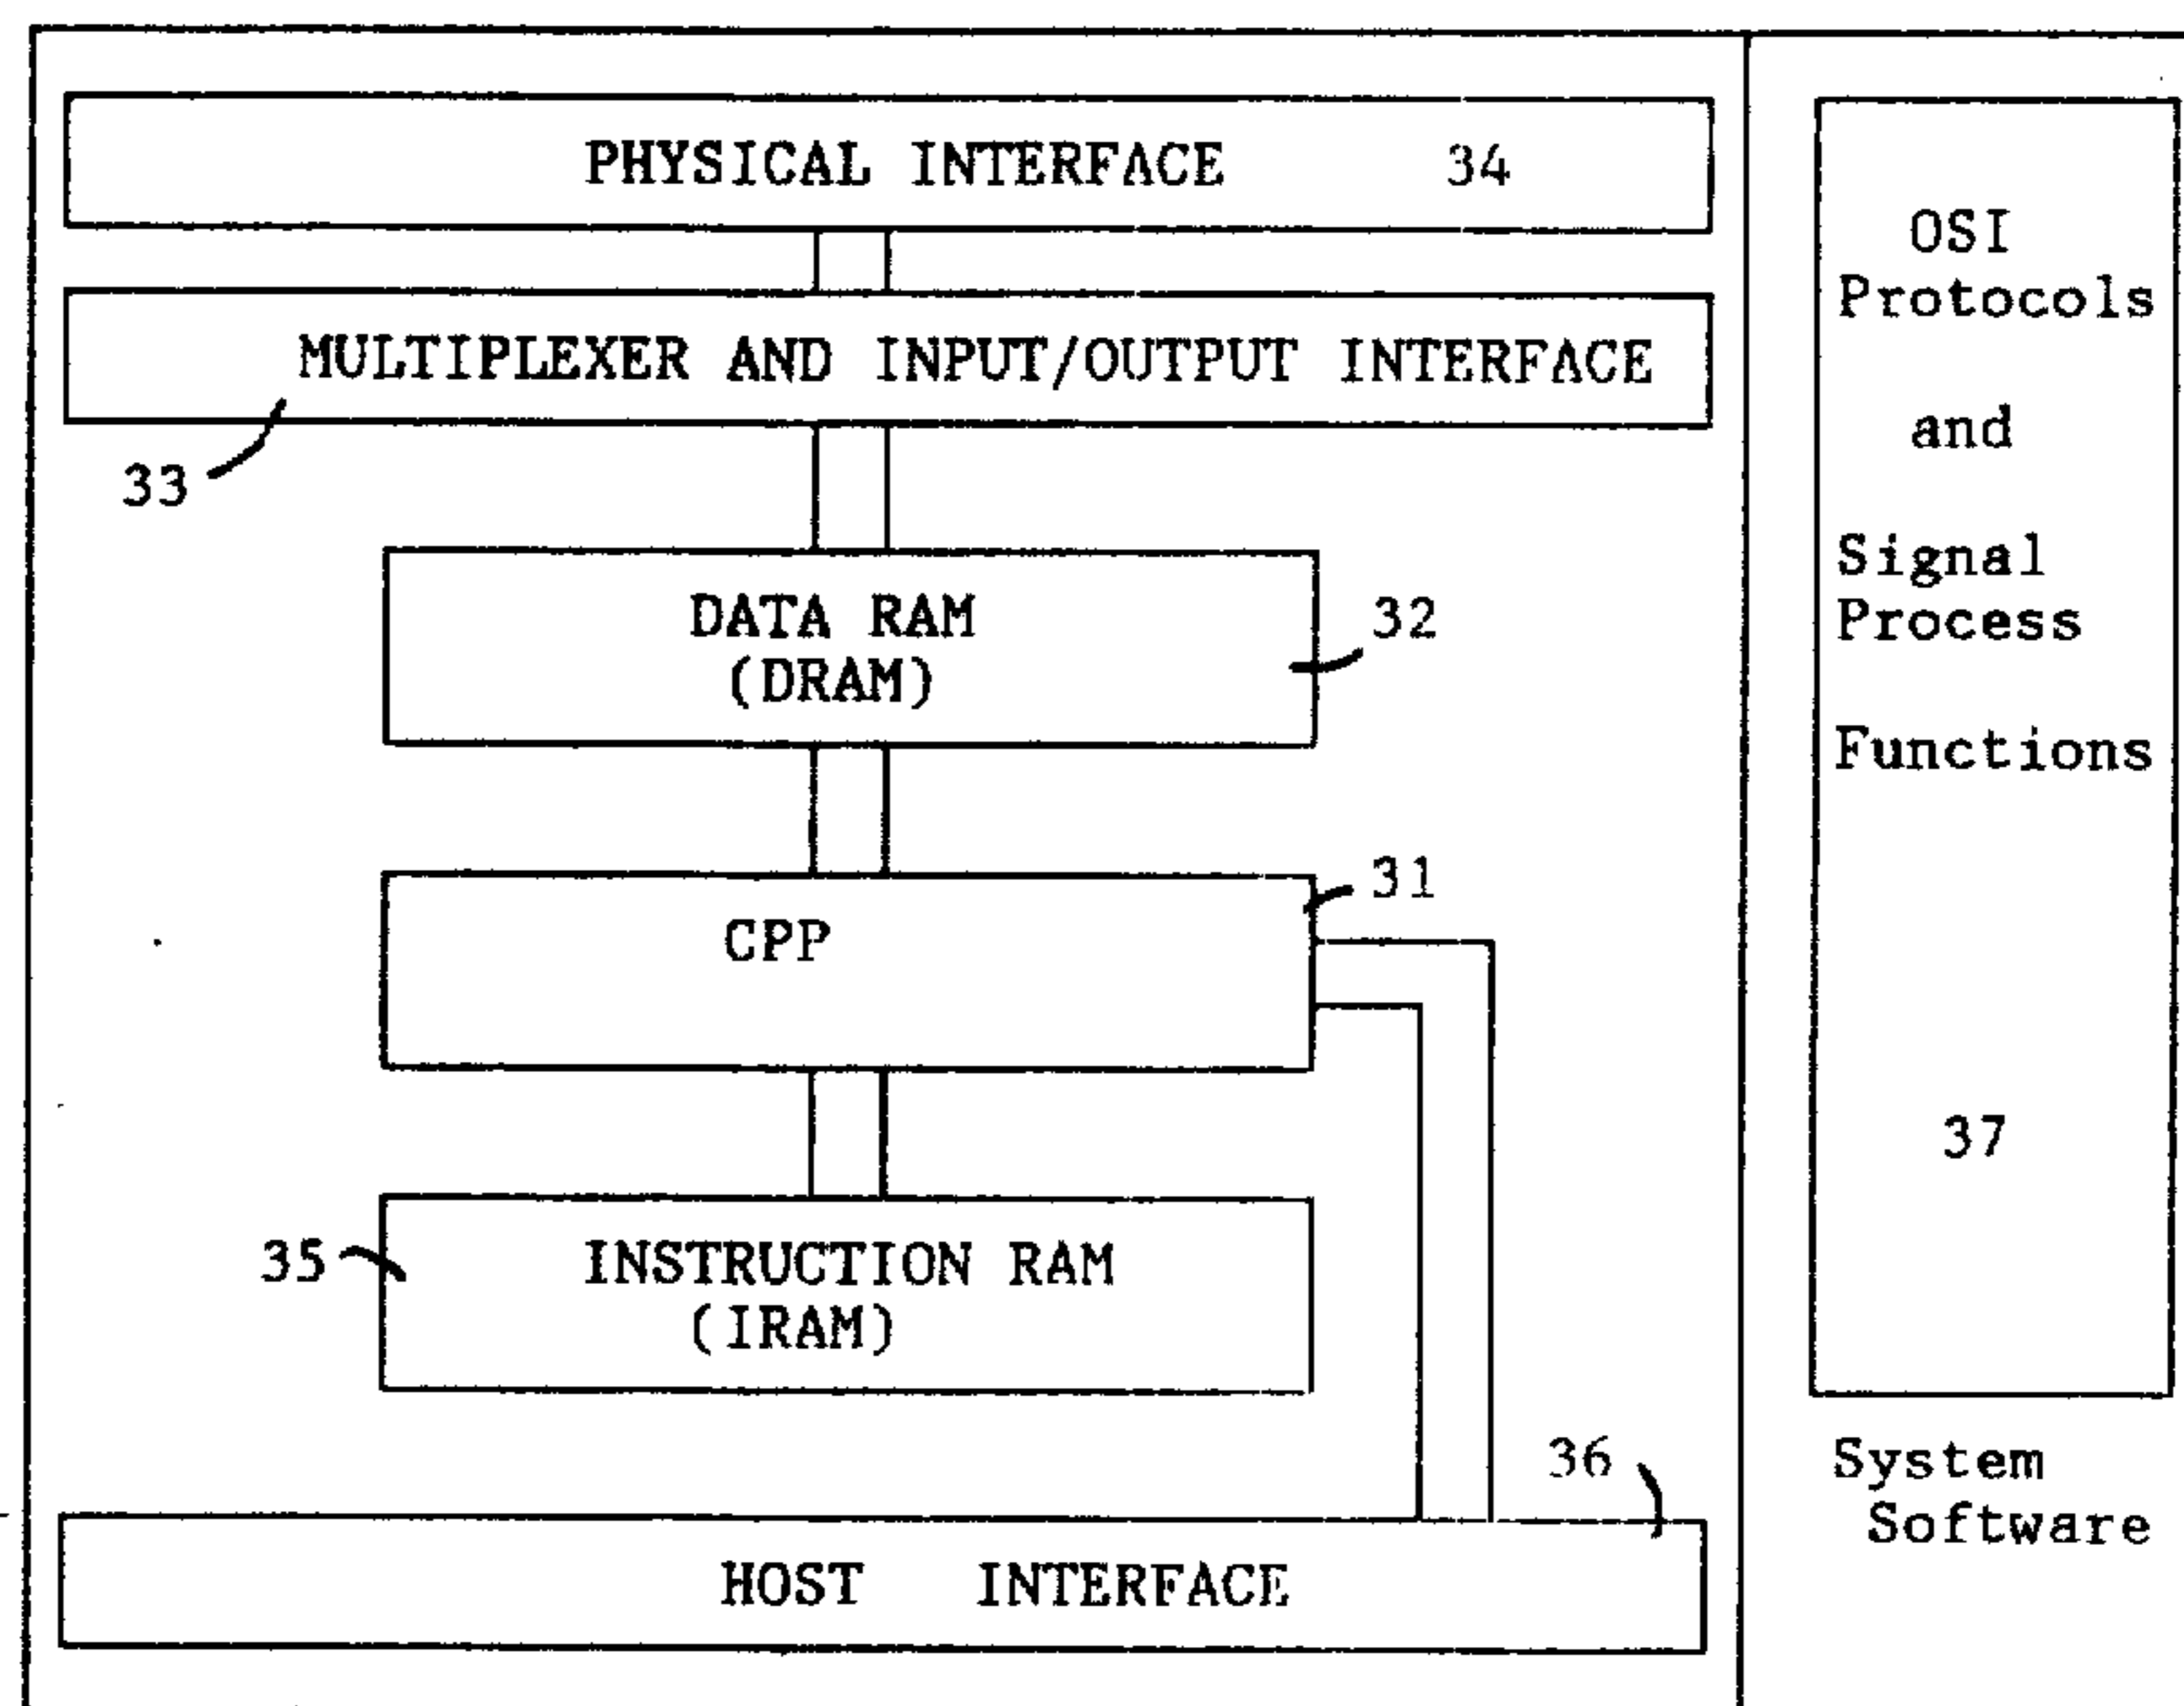 PHYSICAL INTERFACE 34
MULTIPLEXER AND INPUT/OUTPUT INTERFACE
33
DATA RAM
(DRAM)
32
31
CPP
35
INSTRUCTION RAM
(IRAM)
36
HOST INTERFACE
OSI
Protocols
and
Signal
Process
Functions
37
System
Software